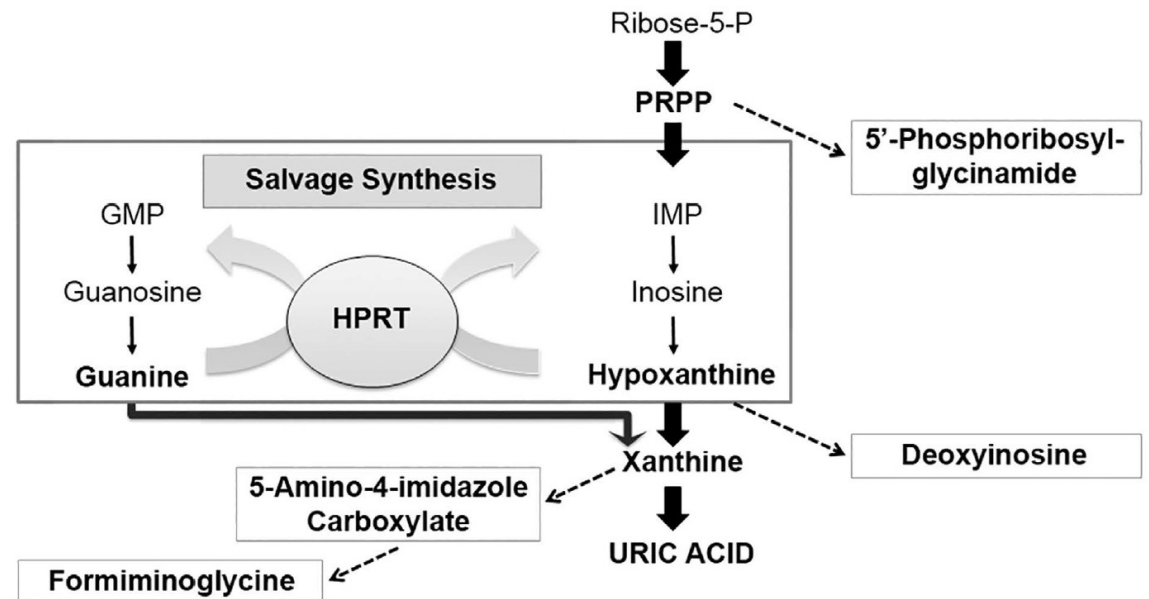 Ribose-5-P
PRPP
5’-Phosphoribosyl-
glycinamide
Salvage Synthesis
GMP
IMP
Guanosine
Inosine
HPRT
Guanine
Hypoxanthine
Xanthine
Deoxyinosine
5-Amino-4-imidazole
Carboxylate
URIC ACID
Formiminoglycine